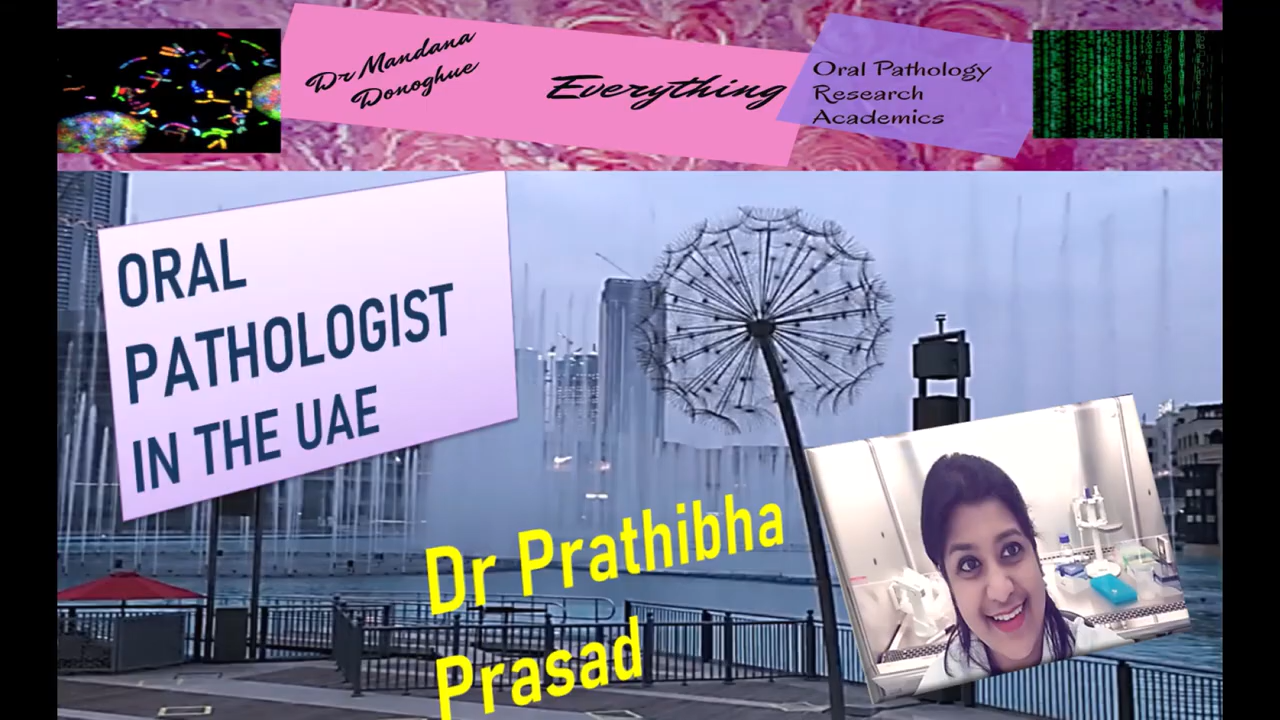 Dr Mandana
Donoghue
Everything
Oral Pathology
Research
Academics
ORAL
PATHOLOGIST
IN THE UAE
Dr Prathibha
Prasad